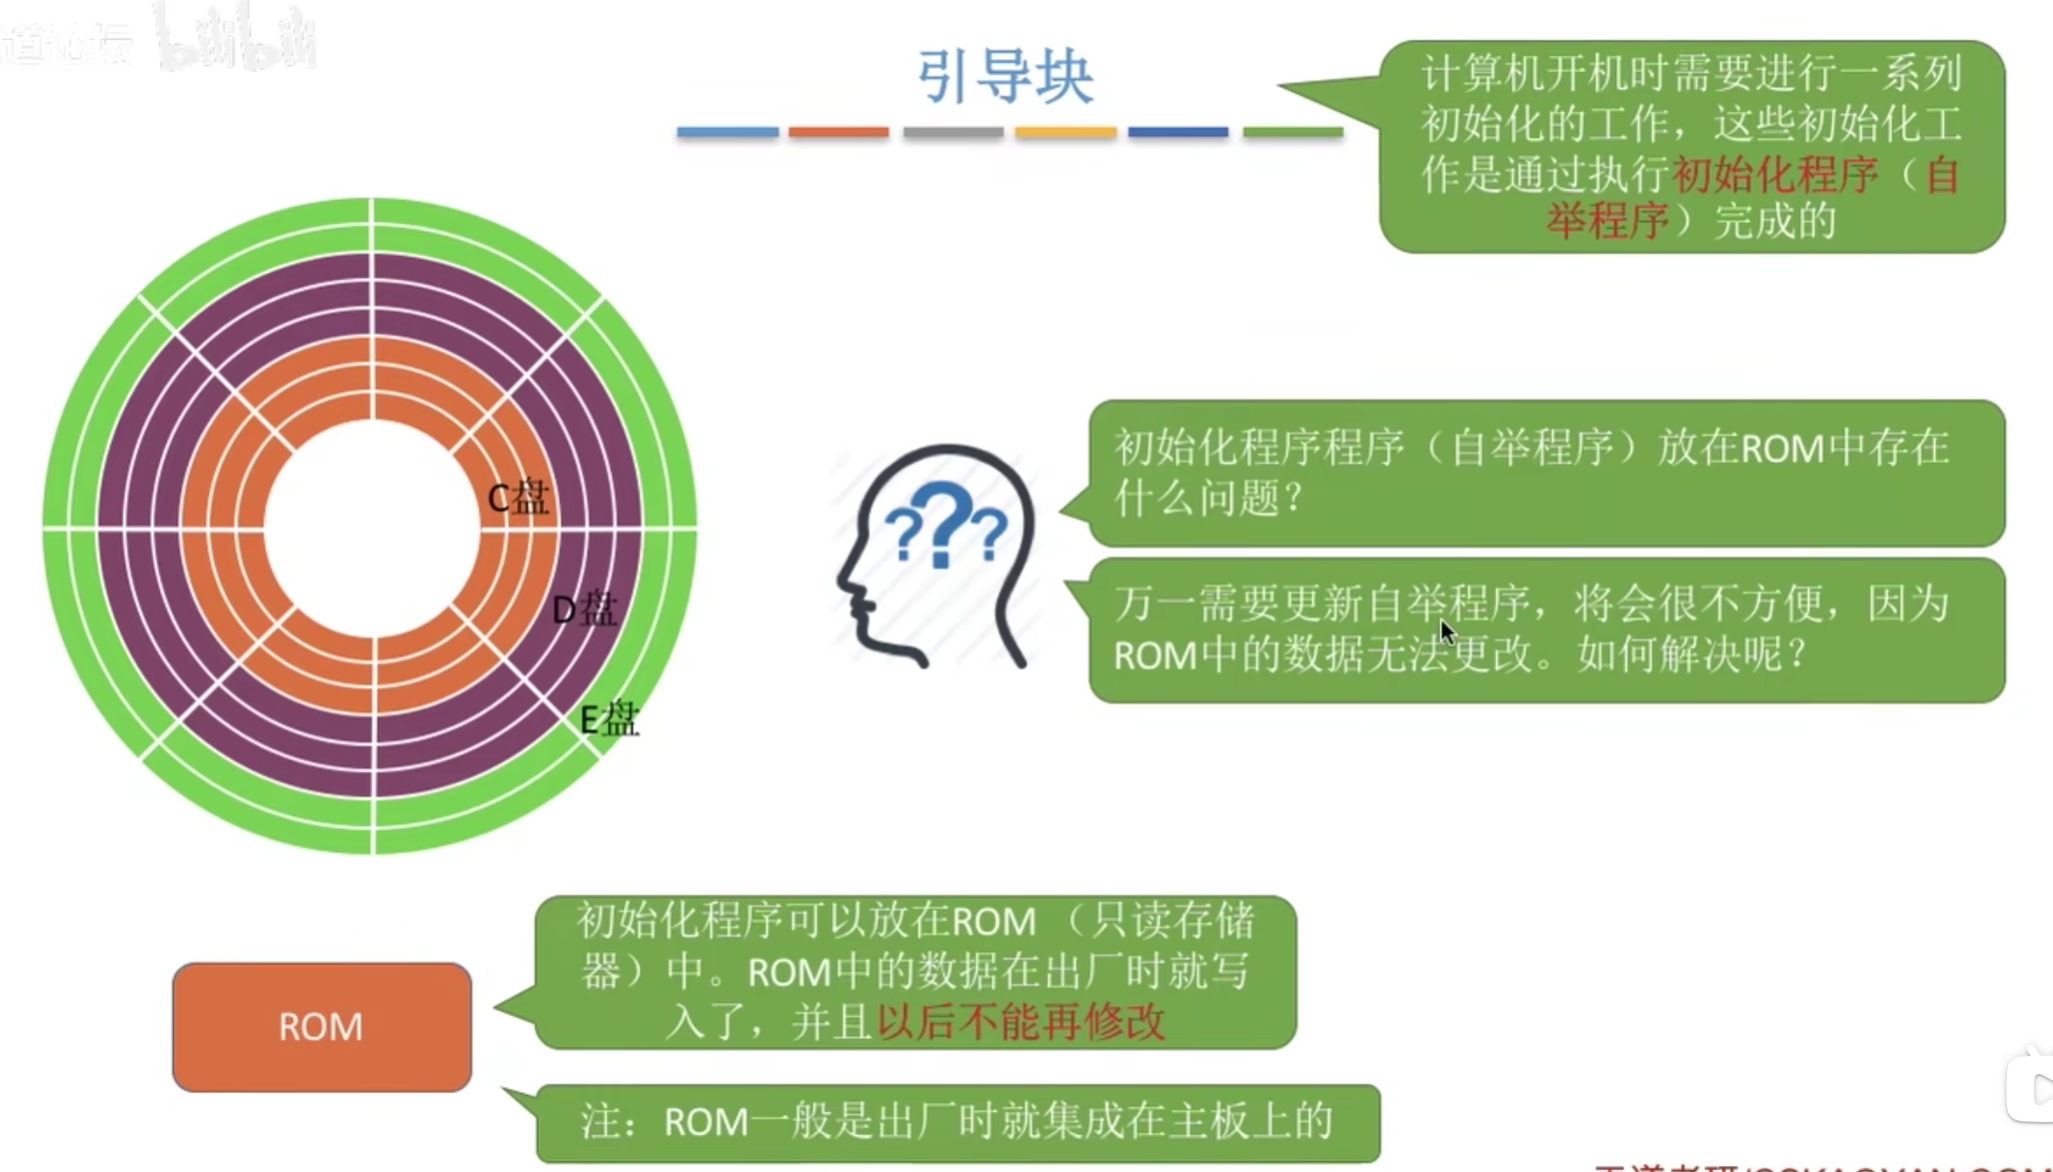 道论坛 bilibili
引导块
计算机开机时需要进行一系列
初始化的工作，这些初始化工
作是通过执行初始化程序（自
举程序）完成的
C盘
D盘
E盘
? ? ?
初始化程序程序（自举程序）放在ROM中存在
什么问题？
万一需要更新自举程序，将会很不方便，因为
ROM中的数据无法更改。如何解决呢？
ROM
初始化程序可以放在ROM（只读存储
器）中。ROM中的数据在出厂时就写
入了，并且以后不能再修改
注：ROM一般是出厂时就集成在主板上的